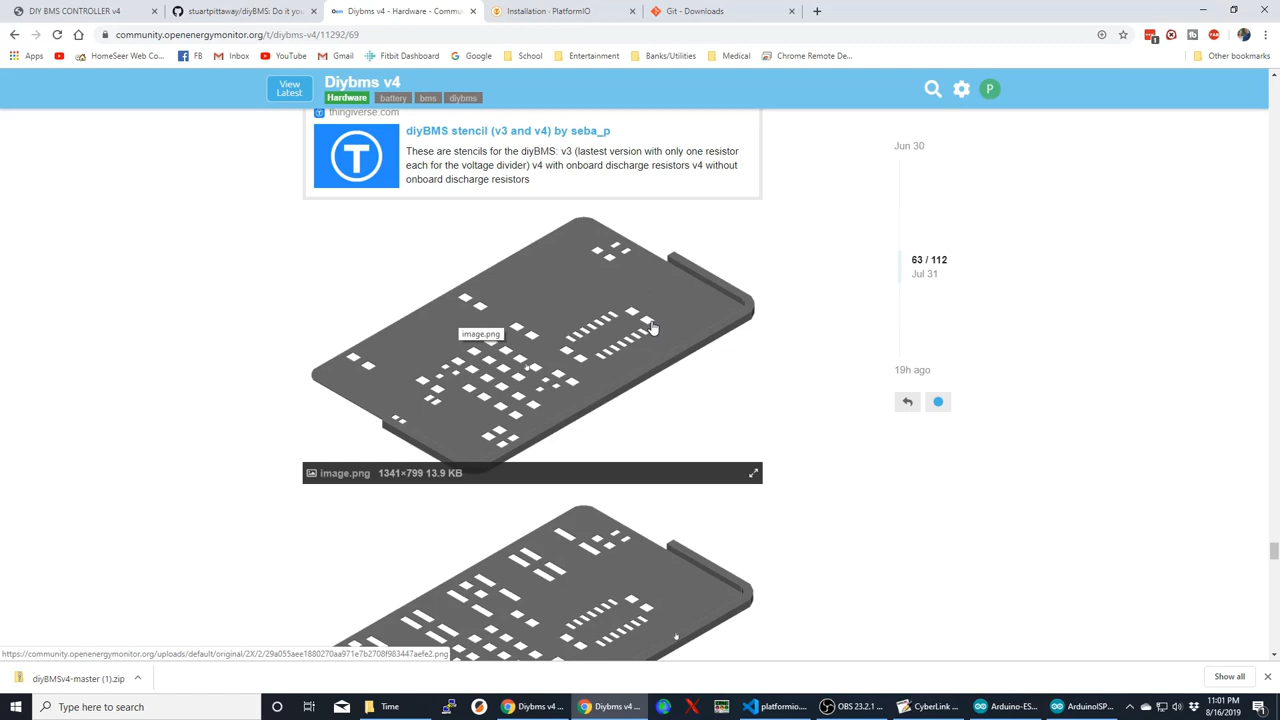 DIY BMS CONTROLLER v4
stuartpittaway/diyBMS: Do it you
Diybms v4 - Hardware - Commu
Installation - PlatformIO
Git - Downloads
community.openenergymonitor.org/t/diybms-v4/11292/69
1
Apps
HomeSeer Web Co...
FB
Inbox
YouTube
Gmail
Fitbit Dashboard
Google
School
Entertainment
Banks/Utilities
Medical
Chrome Remote De...
Other bookmarks
View
Latest
Diybms v4
Hardware battery bms diybms
P
thingiverse.com
T
diyBMS stencil (v3 and v4) by seba_p
These are stencils for the diyBMS: v3 (lastest version with only one resistor
each for the voltage divider) v4 with onboard discharge resistors v4 without
onboard discharge resistors
Jun 30
63 / 112
Jul 31
19h ago
image.png
image.png 1341×799 13.9 KB
https://community.openenergymonitor.org/uploads/default/original/2X/2/29a055aee1880270aa971e7b2708f983447aefe2.png
diyBMSv4-master (1).zip
Show all
Type here to search
Time
Diybms v4 ...
Diybms v4 ...
platformio....
OBS 23.2.1 ...
CyberLink ...
Arduino-ES...
ArduinoISP...
11:01 PM
8/16/2019